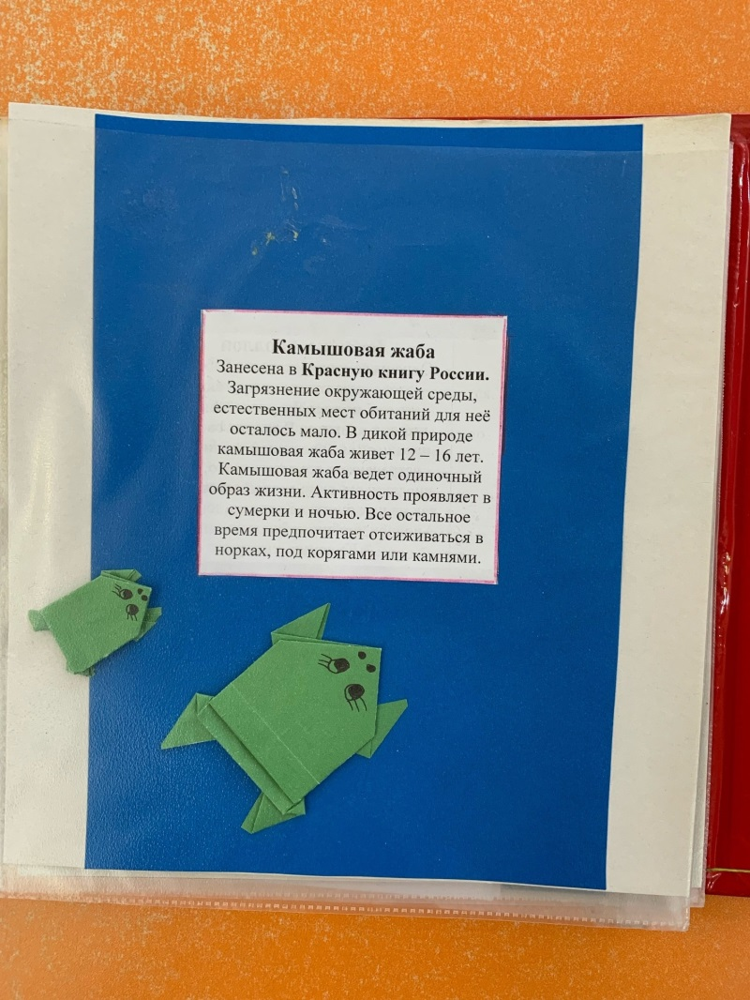 Камышовая жаба
Занесена в Красную книгу России.
Загрязнение окружающей среды,
естественных мест обитаний для неё
осталось мало. В дикой природе
камышовая жаба живет 12 – 16 лет.
Камышовая жаба ведет одиночный
образ жизни. Активность проявляет в
сумерки и ночью. Все остальное
время предпочитает отсиживаться в
норках, под корягами или камнями.